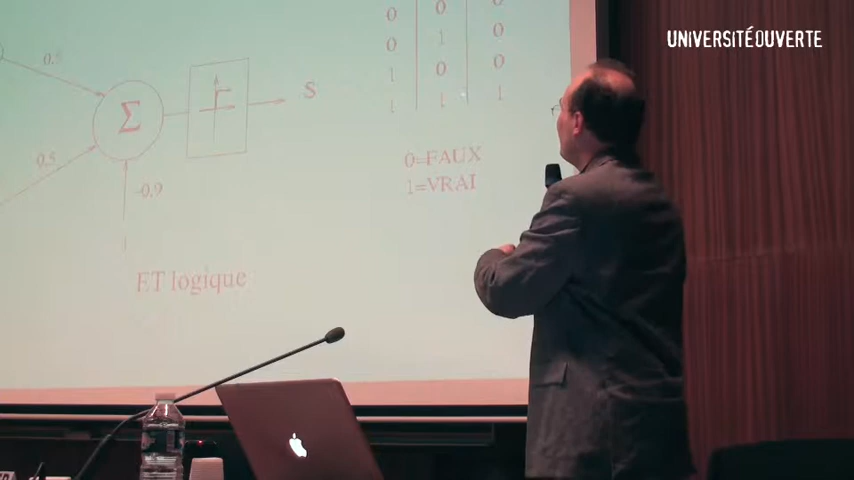 UNIVERSITÉOUVERTE
0 0 0
0 1 0
1 0 0
1 1 1
0.5
Σ
S
0.5
-0.9
0=FAUX
1=VRAI
ET logique